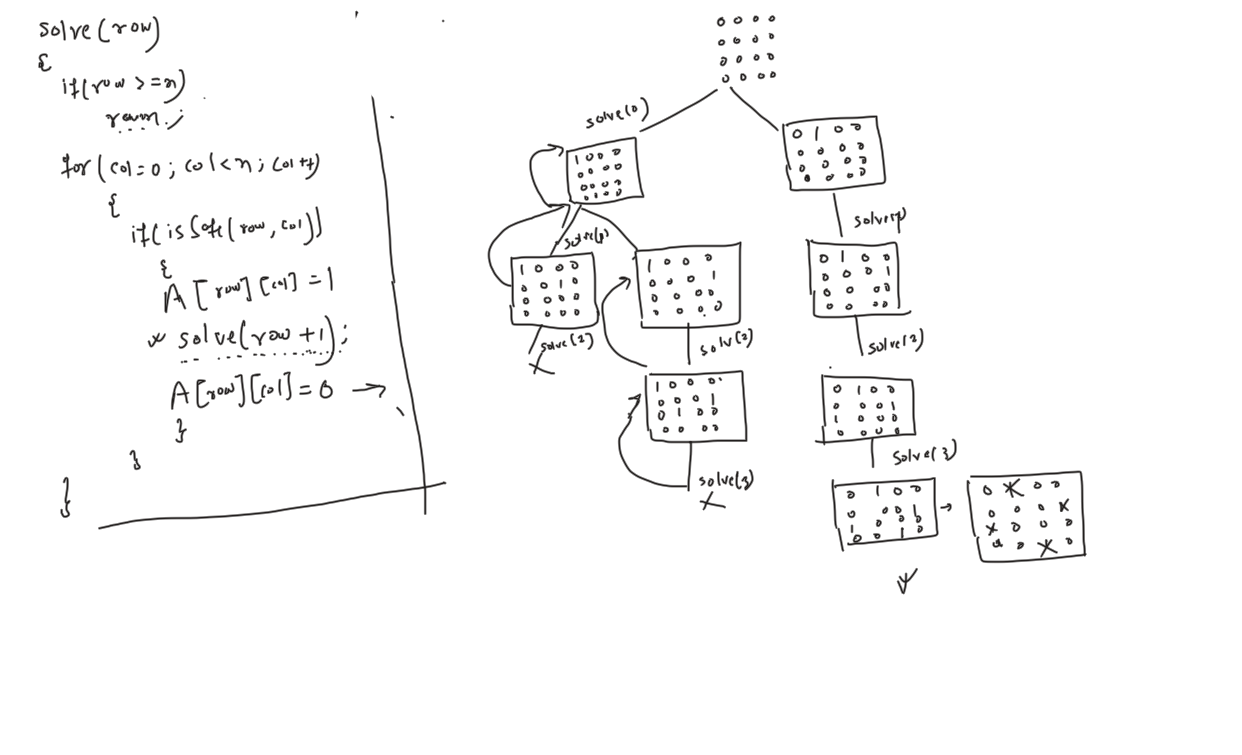 solve(row)
{
if(row >=n)
return;
for(col=0; col<n; col++)
{
if(isSafe(row, col))
{
A[row][col]=1
solve(row+1);
A[row][col]=0 →
}
}
}
0 0 0 0
0 0 0 0
0 0 0 0
0 0 0 0
solve(0)
1 0 0 0
0 0 0 0
0 0 0 0
0 1 0 0
0 1 0 0
0 0 0 0
0 0 0 0
0 0 0 0
solve(1)
1 0 0 0
0 0 1 0
0 0 0 0
0 0 0 0
solve(2)
X
1 0 0 0
0 0 0 1
0 0 0 0
0 0 0 0
solv(2)
1 0 0 0
0 0 0 1
0 1 0 0
0 0 0 0
solve(3)
X
solve(1)
0 1 0 0
0 0 0 1
0 0 0 0
0 0 0 0
solve(2)
0 1 0 0
0 0 0 1
1 0 0 0
0 0 0 0
solve(3)
0 1 0 0
0 0 0 1
1 0 0 0
0 0 1 0
→
0 X 0 0
0 0 0 X
X 0 0 0
0 0 X 0